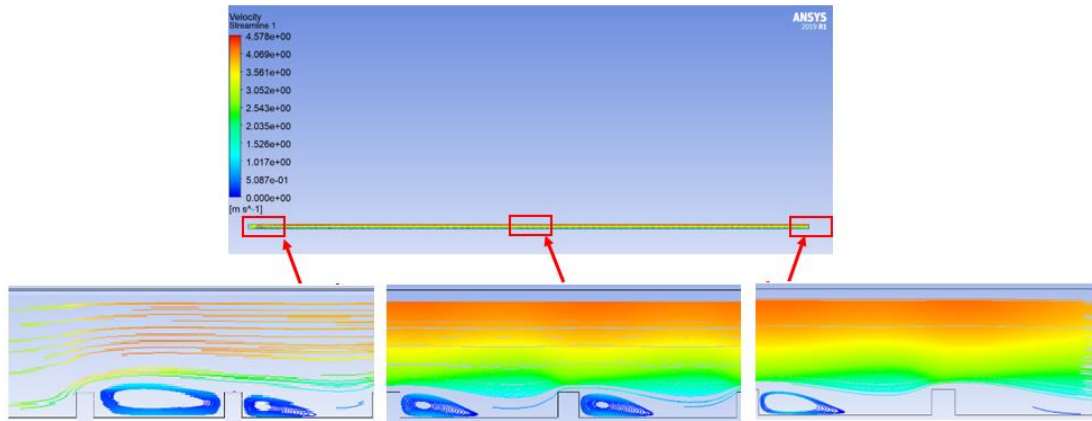 Velocity
Streamline 1
4.578e+00
4.069e+00
3.561e+00
3.052e+00
2.543e+00
2.035e+00
1.526e+00
1.017e+00
5.087e-01
0.000e+00
[m s^-1]
ANSYS
2019 R1